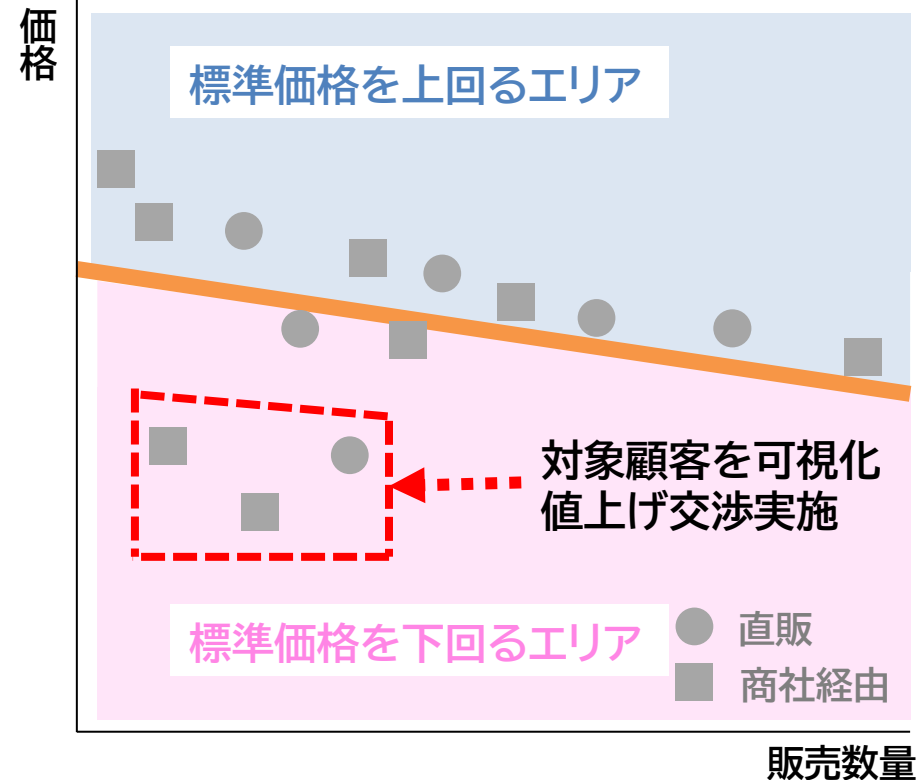 価格
標準価格を上回るエリア
対象顧客を可視化
値上げ交渉実施
標準価格を下回るエリア
直販
商社経由
販売数量